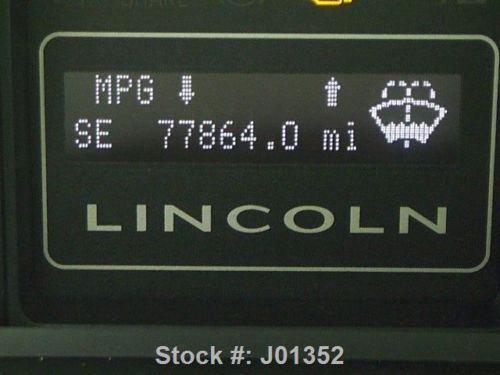 MPG
SE 77864.0 mi
LINCOLN
Stock #: J01352